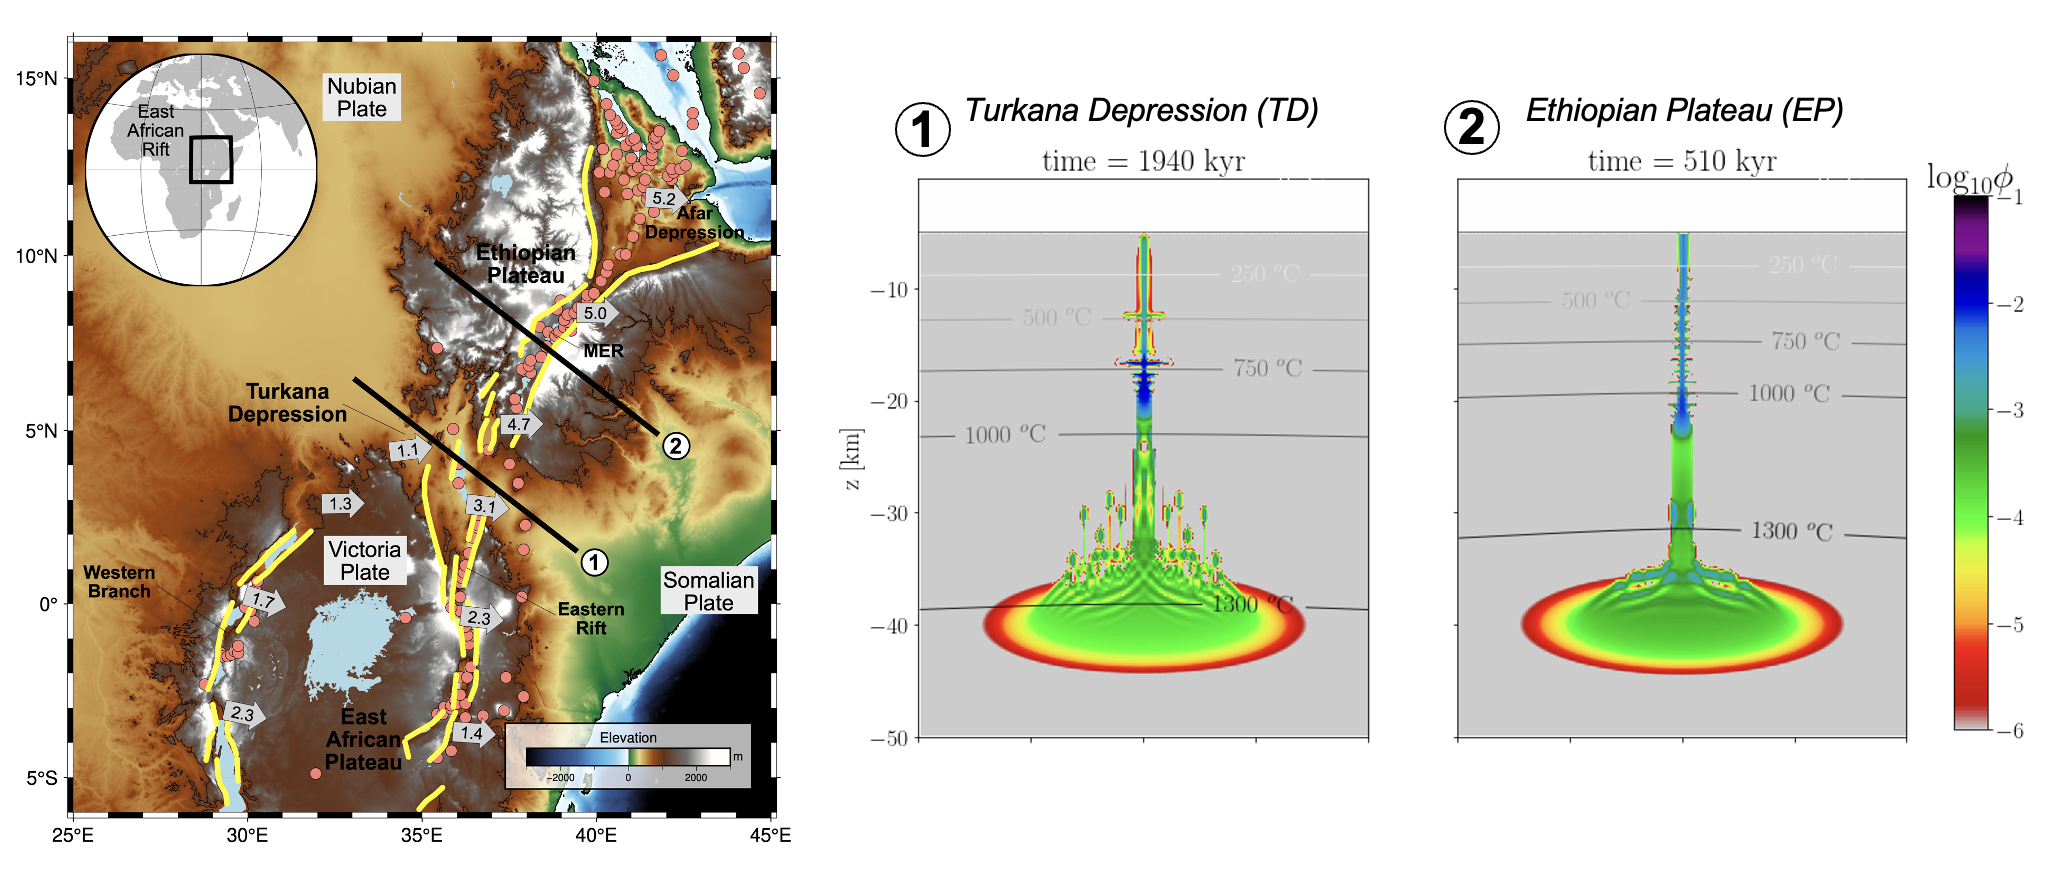 15°N
10°N
5°N
0°
5°S
25°E
30°E
35°E
40°E
45°E
East
African
Rift
Nubian
Plate
5.2
Afar
Depression
Ethiopian
Plateau
5.0
MER
Turkana
Depression
4.7
1.1
2
1.3
3.1
1
Victoria
Plate
Western
Branch
1.7
Somalian
Plate
Eastern
Rift
2.3
2.3
East
African
Plateau
1.4
Elevation
m
−2000
0
2000
1
Turkana Depression (TD)
time = 1940 kyr
250 °C
500 °C
750 °C
1000 °C
1300 °C
z [km]
−10
−20
−30
−40
−50
2
Ethiopian Plateau (EP)
time = 510 kyr
250 °C
500 °C
750 °C
1000 °C
1300 °C
log₁₀ϕ
−1
−2
−3
−4
−5
−6